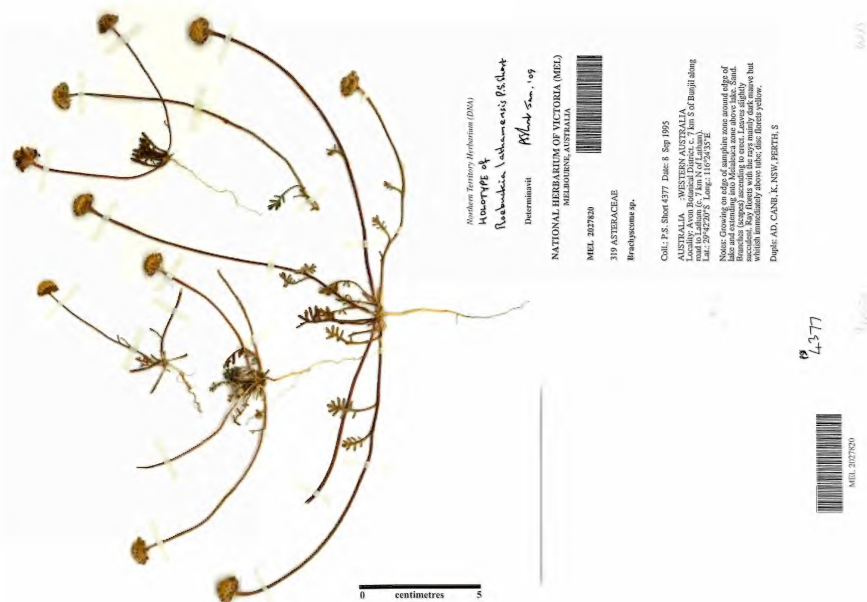 Northern Territory Herbarium (DNA)
HOLOTYPE of
Roebuckia lathamensis P.S.Short
Determinavit PSShort Jan. '09
NATIONAL HERBARIUM OF VICTORIA (MEL)
MELBOURNE, AUSTRALIA
MEL 2027820
319 ASTERACEAE
Brachyscome sp.
Coll.: P.S. Short 4377 Date: 8 Sep 1995
AUSTRALIA :WESTERN AUSTRALIA
Locality: Avon Botanical District. c. 7 km S of Bunjil along
road to Latham (c. 7 km N of Latham).
Lat.: 29°42'20"S Long.: 116°24'35"E
Notes: Growing on edge of samphire zone around edge of
lake and extending into Melaleuca zone above lake. Sand.
Branches (scapes) ascending to erect. Leaves slightly
succulent. Ray florets with the rays mainly dark mauve but
whitish immediately above tube; disc florets yellow.
Dupls: AD, CANB, K, NSW, PERTH, S
4377
MEL 2027820
0 centimetres 5